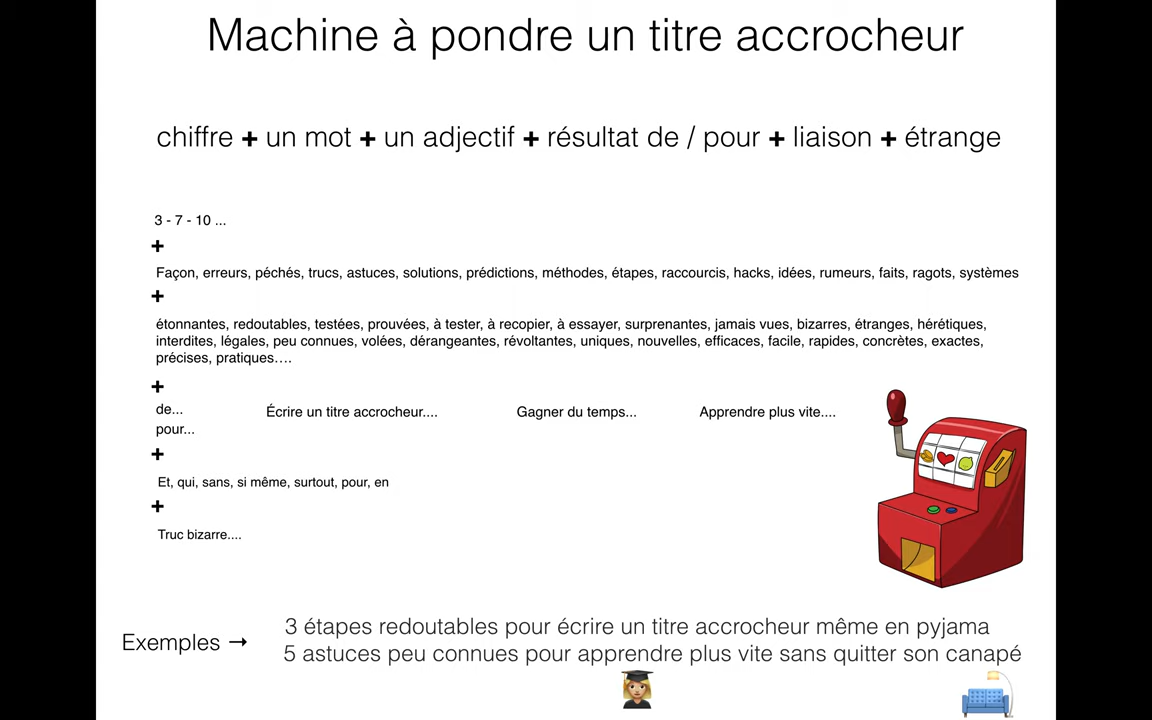 Machine à pondre un titre accrocheur
chiffre + un mot + un adjectif + résultat de / pour + liaison + étrange
3 - 7 - 10 ...
+
Façon, erreurs, péchés, trucs, astuces, solutions, prédictions, méthodes, étapes, raccourcis, hacks, idées, rumeurs, faits, ragots, systèmes
+
étonnantes, redoutables, testées, prouvées, à tester, à recopier, à essayer, surprenantes, jamais vues, bizarres, étranges, hérétiques,
interdites, légales, peu connues, volées, dérangeantes, révoltantes, uniques, nouvelles, efficaces, facile, rapides, concrètes, exactes,
précises, pratiques….
+
de... Écrire un titre accrocheur.... Gagner du temps... Apprendre plus vite....
pour...
+
Et, qui, sans, si même, surtout, pour, en
+
Truc bizarre....
Exemples →
3 étapes redoutables pour écrire un titre accrocheur même en pyjama
5 astuces peu connues pour apprendre plus vite sans quitter son canapé